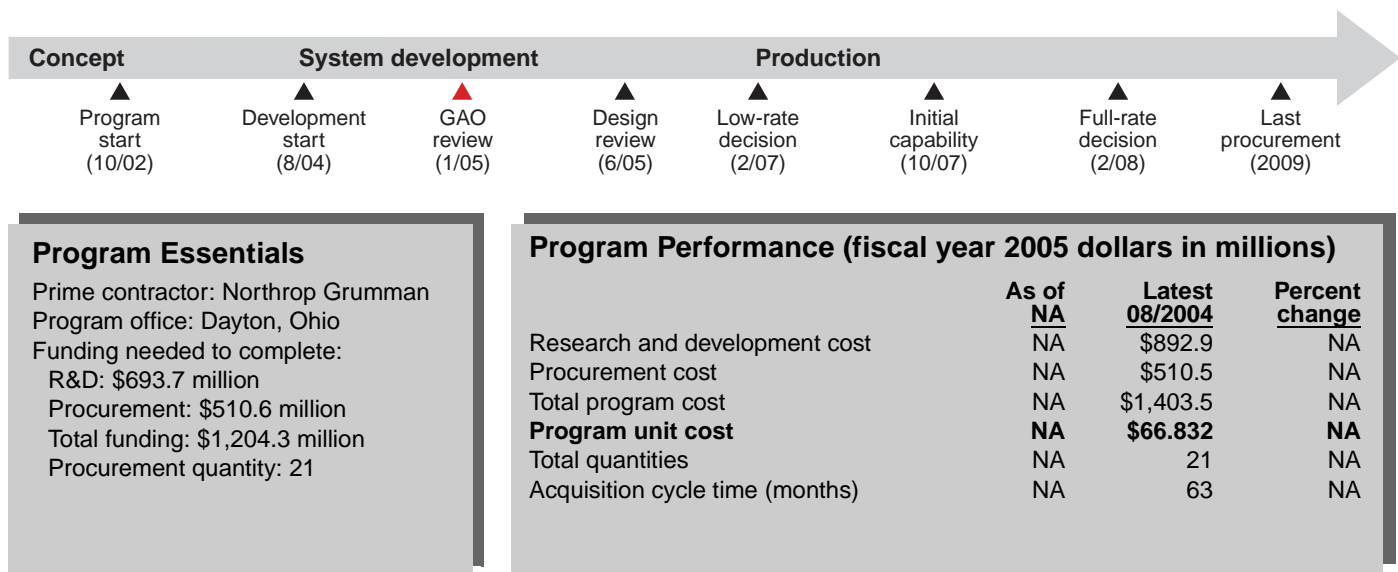 Concept System development Production
Program start (10/02)
Development start (8/04)
GAO review (1/05)
Design review (6/05)
Low-rate decision (2/07)
Initial capability (10/07)
Full-rate decision (2/08)
Last procurement (2009)
Program Essentials
Prime contractor: Northrop Grumman
Program office: Dayton, Ohio
Funding needed to complete:
R&D: $693.7 million
Procurement: $510.6 million
Total funding: $1,204.3 million
Procurement quantity: 21
Program Performance (fiscal year 2005 dollars in millions)
As of NA Latest 08/2004 Percent change
Research and development cost NA $892.9 NA
Procurement cost NA $510.5 NA
Total program cost NA $1,403.5 NA
Program unit cost NA $66.832 NA
Total quantities NA 21 NA
Acquisition cycle time (months) NA 63 NA